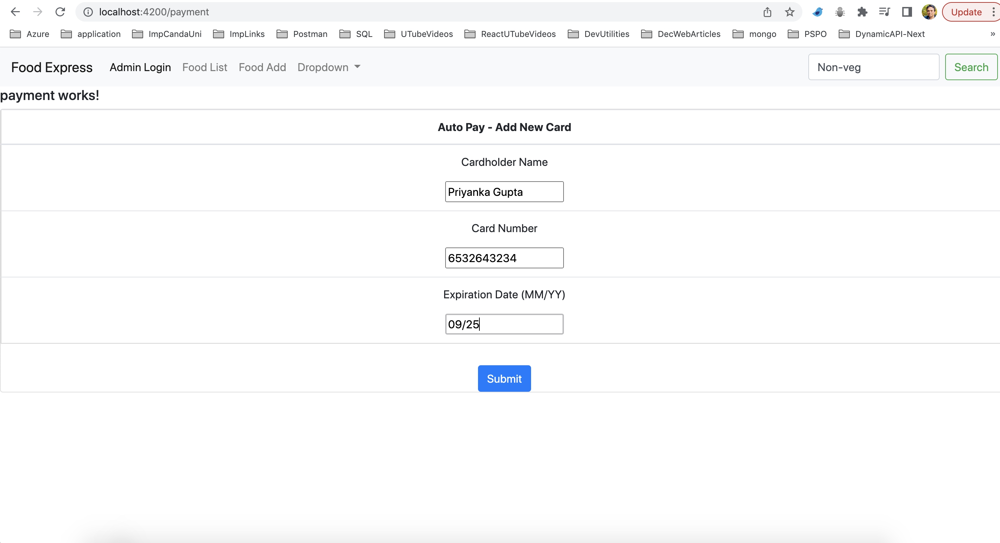 localhost:4200/payment
Update
Azure application ImpCandaUni ImpLinks Postman SQL UTubeVideos ReactUTubeVideos DevUtilities DecWebArticles mongo PSPO DynamicAPI-Next »
Food Express Admin Login Food List Food Add Dropdown Non-veg Search
payment works!
Auto Pay - Add New Card
Cardholder Name
Priyanka Gupta
Card Number
6532643234
Expiration Date (MM/YY)
09/25
Submit